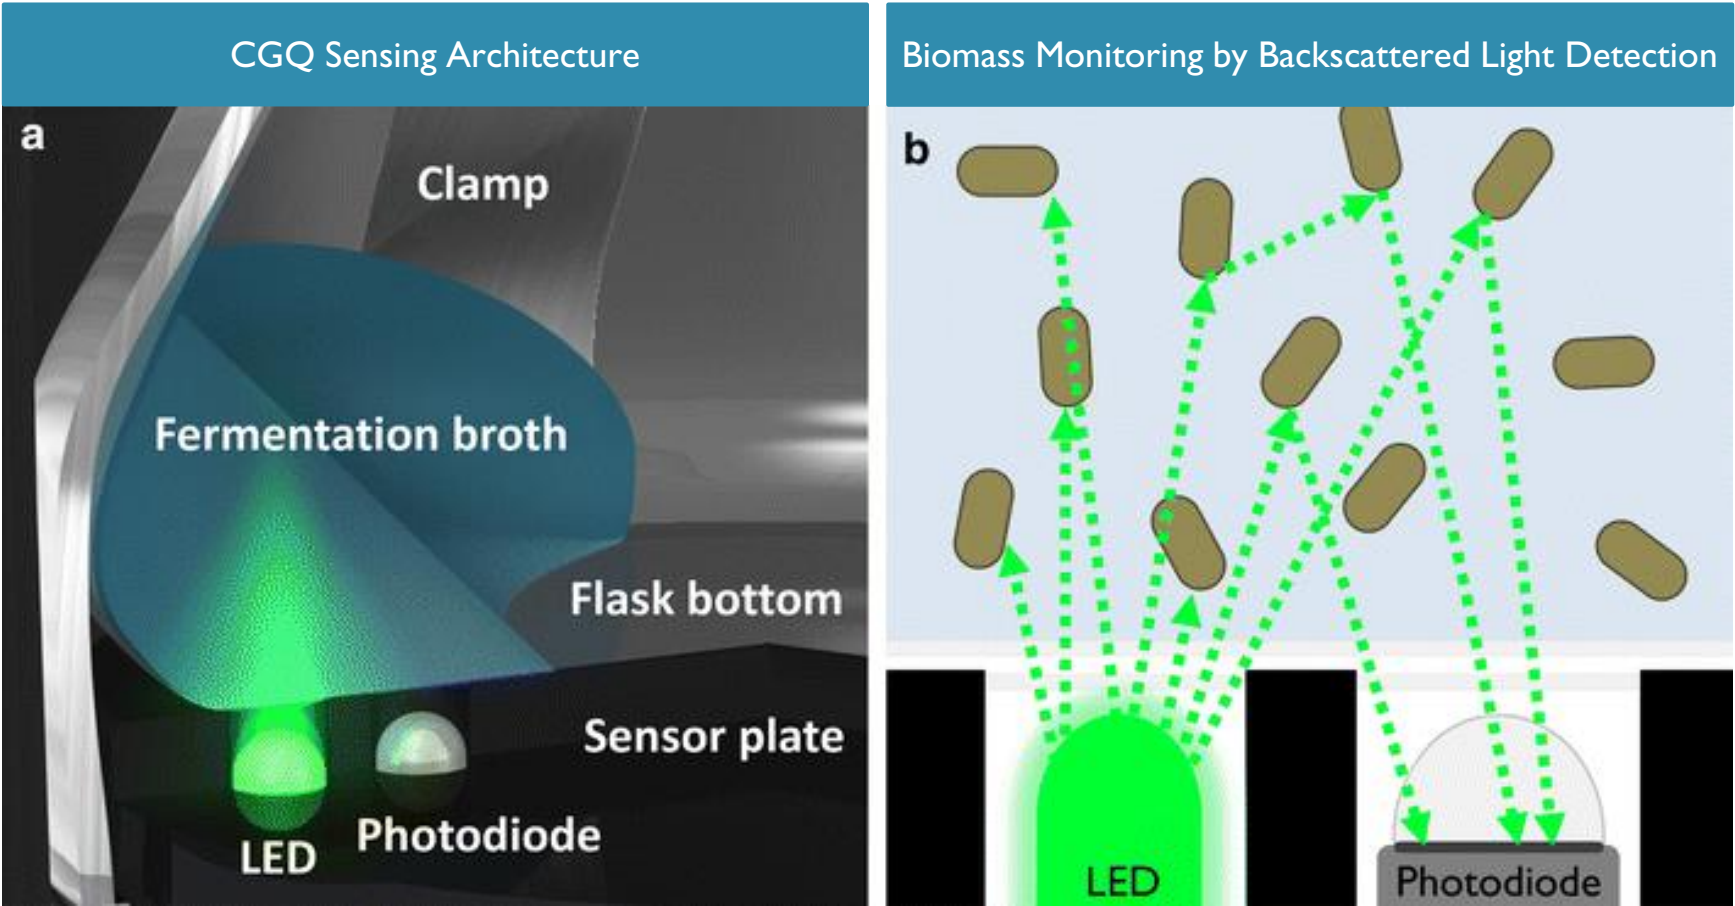 CGQ Sensing Architecture
Biomass Monitoring by Backscattered Light Detection
a
Clamp
Fermentation broth
Flask bottom
Sensor plate
Photodiode
LED
b
LED
Photodiode